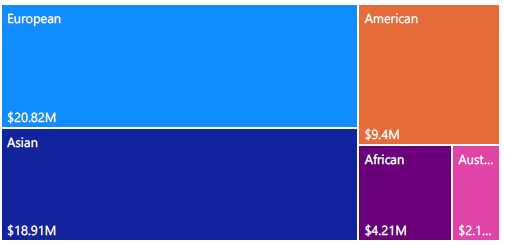 European
$20.82M
American
$9.4M
Asian
$18.91M
African
$4.21M
Aust...
$2.1...